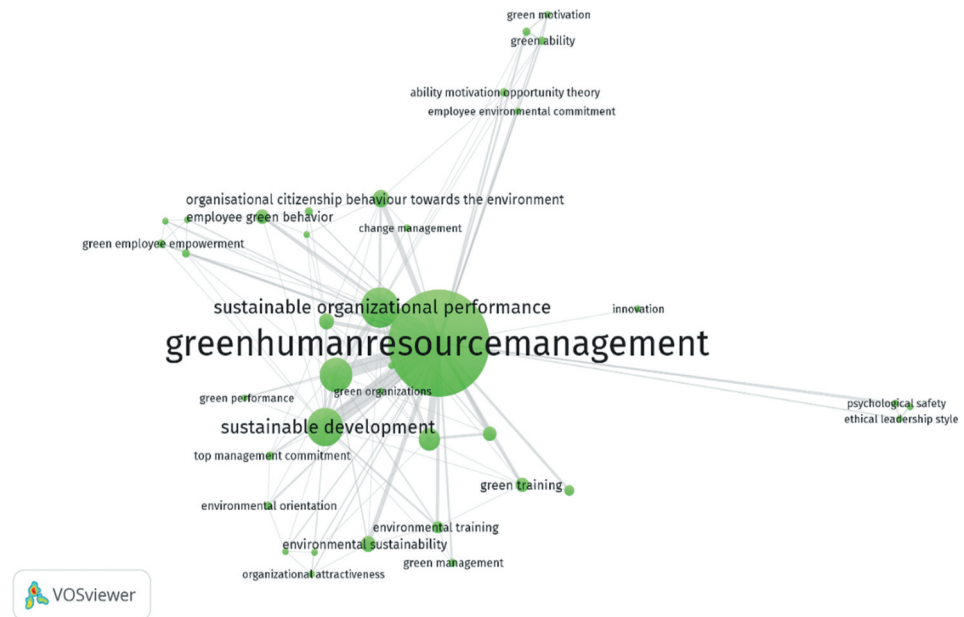 green motivation
green ability
ability motivation opportunity theory
employee environmental commitment
organisational citizenship behaviour towards the environment
employee green behavior
change management
green employee empowerment
sustainable organizational performance
innovation
greenhumanresourcemanagement
green organizations
green performance
psychological safety
ethical leadership style
sustainable development
top management commitment
green training
environmental orientation
environmental training
environmental sustainability
green management
organizational attractiveness
VOSviewer